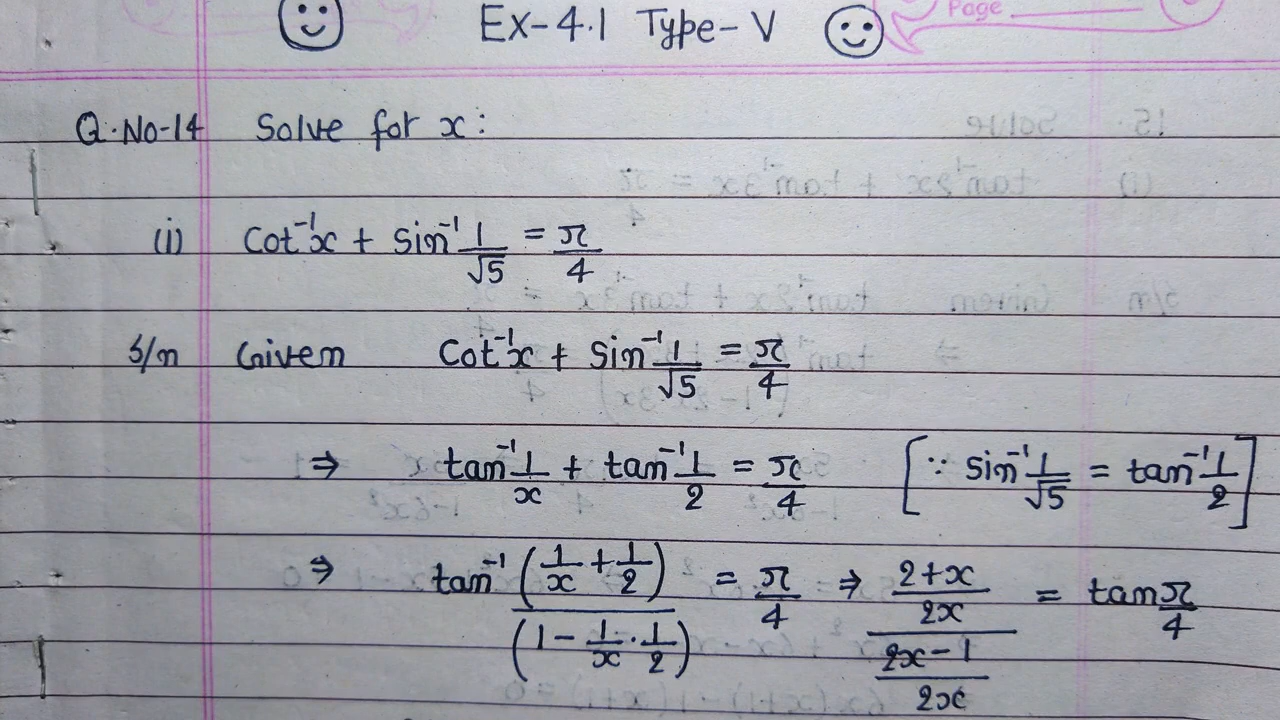 Page
Ex-4.1 Type-V
Q.No-14 Solve for x:
(i) Cot⁻¹x + Sin⁻¹ 1/√5 = π/4
S/n Given Cot⁻¹x + Sin⁻¹ 1/√5 = π/4
⇒ tan⁻¹ 1/x + tan⁻¹ 1/2 = π/4 [∵ Sin⁻¹ 1/√5 = tan⁻¹ 1/2]
⇒ tan⁻¹ (1/x + 1/2)/(1 - 1/x · 1/2) = π/4 ⇒ ((2+x)/2x)/((2x-1)/2x) = tan π/4